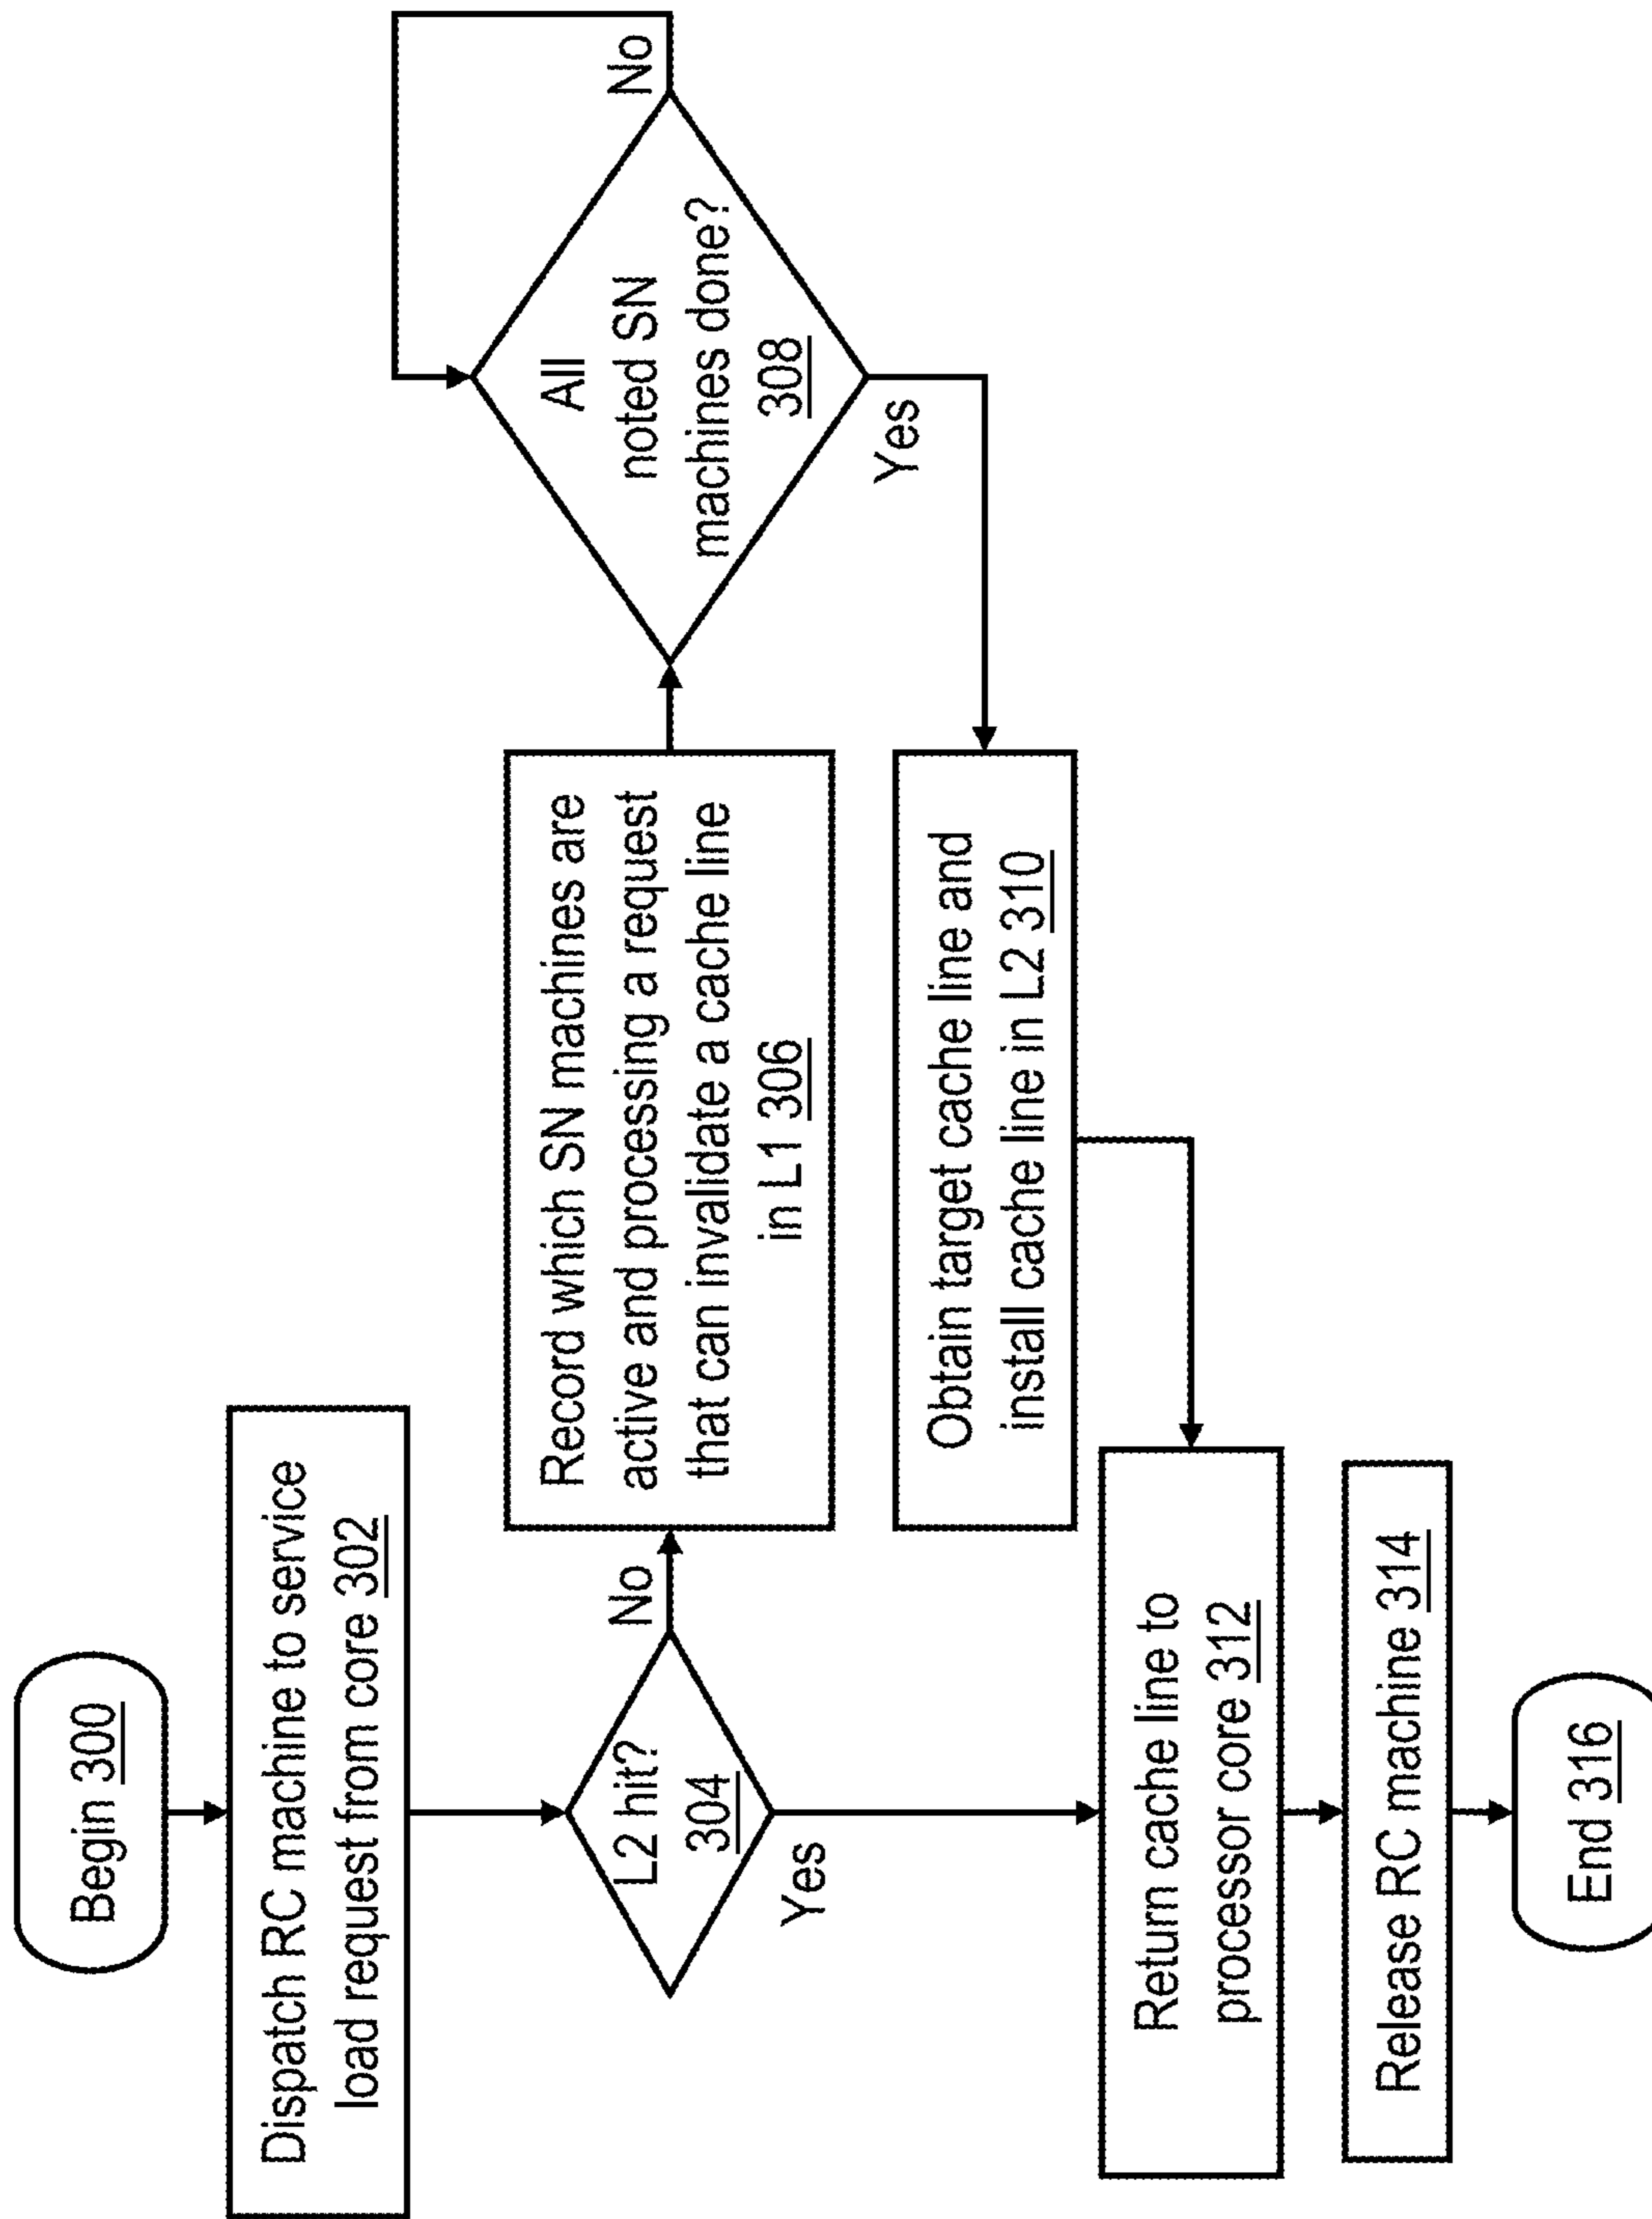 Begin 300
Dispatch RC machine to service
load request from core 302
L2 hit?
304
No
Yes
Record which SN machines are
active and processing a request
that can invalidate a cache line
in L1 306
All
noted SN
machines done?
308
No
Yes
Obtain target cache line and
install cache line in L2 310
Return cache line to
processor core 312
Release RC machine 314
End 316